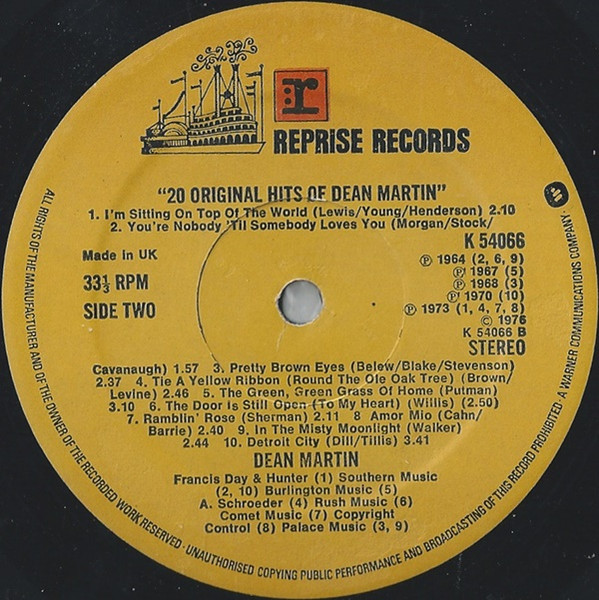 r
REPRISE RECORDS
"20 ORIGINAL HITS OF DEAN MARTIN"
1. I'm Sitting On Top Of The World (Lewis/Young/Henderson) 2.10
2. You're Nobody 'Til Somebody Loves You (Morgan/Stock/
K 54066
Made in UK
33⅓ RPM
SIDE TWO
Ⓟ 1964 (2, 6, 9)
Ⓟ 1967 (5)
Ⓟ 1968 (3)
Ⓟ 1970 (10)
Ⓟ 1973 (1, 4, 7, 8)
© 1976
K 54066 B
STEREO
Cavanaugh) 1.57 3. Pretty Brown Eyes (Belew/Blake/Stevenson)
2.37 4. Tie A Yellow Ribbon (Round The Ole Oak Tree) (Brown/
Levine) 2.46 5. The Green, Green Grass Of Home (Putman)
3.10 6. The Door Is Still Open (To My Heart) (Willis) (2.50)
7. Ramblin' Rose (Sherman) 2.11 8 Amor Mio (Cahn/
Barrie) 2.40 9. In the Misty Moonlight (Walker)
2.44 10. Detroit City (Dill/Tillis) 3.41
DEAN MARTIN
Francis Day & Hunter (1) Southern Music
(2, 10) Burlington Music (5)
A. Schroeder (4) Rush Music (6)
Comet Music (7) Copyright
Control (8) Palace Music (3, 9)
ALL RIGHTS OF THE MANUFACTURER AND OF THE OWNER OF THE RECORDED WORK RESERVED · UNAUTHORISED COPYING PUBLIC PERFORMANCE AND BROADCASTING OF THIS RECORD PROHIBITED · A WARNER COMMUNICATIONS COMPANY ·